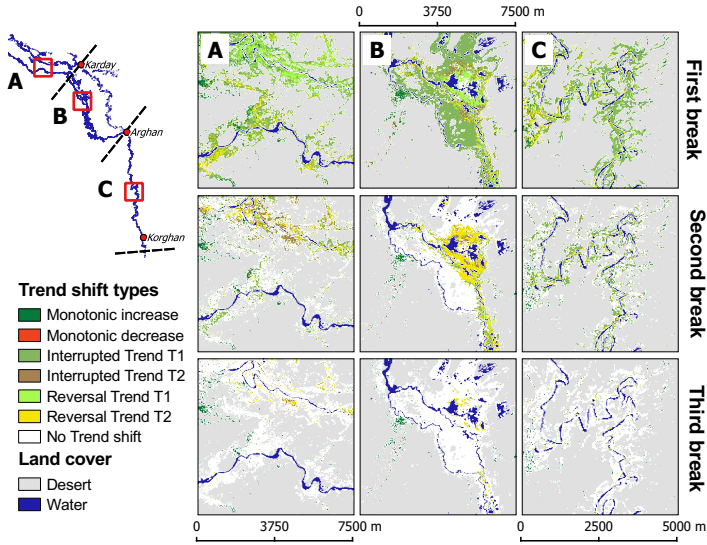 0 3750 7500 m
A
B
C
Karday
A
B
Arghan
C
Korghan
First break
Second break
Third break
Trend shift types
Monotonic increase
Monotonic decrease
Interrupted Trend T1
Interrupted Trend T2
Reversal Trend T1
Reversal Trend T2
No Trend shift
Land cover
Desert
Water
0 3750 7500 m
0 2500 5000 m